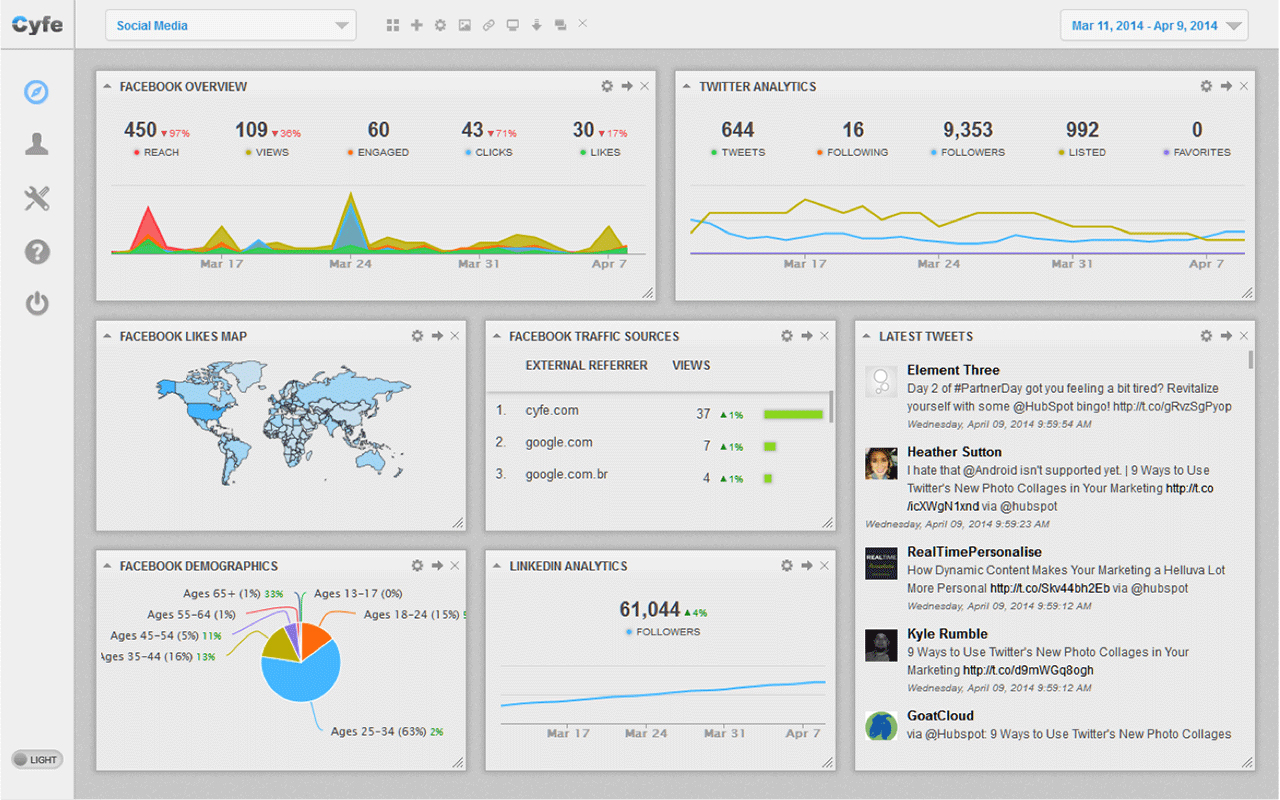 Cyfe
Social Media
Mar 11, 2014 - Apr 9, 2014
FACEBOOK OVERVIEW
450 ▼97%
109 ▼36%
60
43 ▼71%
30 ▼17%
REACH
VIEWS
ENGAGED
CLICKS
LIKES
Mar 17
Mar 24
Mar 31
Apr 7
TWITTER ANALYTICS
644
16
9,353
992
0
TWEETS
FOLLOWING
FOLLOWERS
LISTED
FAVORITES
Mar 17
Mar 24
Mar 31
Apr 7
FACEBOOK LIKES MAP
FACEBOOK TRAFFIC SOURCES
EXTERNAL REFERRER
VIEWS
1. cyfe.com 37 ▲1%
2. google.com 7 ▲1%
3. google.com.br 4 ▲1%
LATEST TWEETS
Element Three
Day 2 of #PartnerDay got you feeling a bit tired? Revitalize
yourself with some @HubSpot bingo! http://t.co/gRvzSgPyop
Wednesday, April 09, 2014 9:59:54 AM
Heather Sutton
I hate that @Android isn't supported yet. | 9 Ways to Use
Twitter's New Photo Collages in Your Marketing http://t.co
/icXWgN1xnd via @hubspot
Wednesday, April 09, 2014 9:59:23 AM
REALTIME
RealTimePersonalise
How Dynamic Content Makes Your Marketing a Helluva Lot
More Personal http://t.co/Skv44bh2Eb via @hubspot
Wednesday, April 09, 2014 9:59:12 AM
Kyle Rumble
9 Ways to Use Twitter's New Photo Collages in Your
Marketing http://t.co/d9mWGq8ogh
Wednesday, April 09, 2014 9:59:12 AM
GoatCloud
via @Hubspot: 9 Ways to Use Twitter's New Photo Collages
FACEBOOK DEMOGRAPHICS
Ages 65+ (1%) 33%
Ages 13-17 (0%)
Ages 55-64 (1%)
Ages 18-24 (15%)
Ages 45-54 (5%) 11%
Ages 35-44 (16%) 13%
Ages 25-34 (63%) 2%
LINKEDIN ANALYTICS
61,044 ▲4%
FOLLOWERS
Mar 17
Mar 24
Mar 31
Apr 7
LIGHT